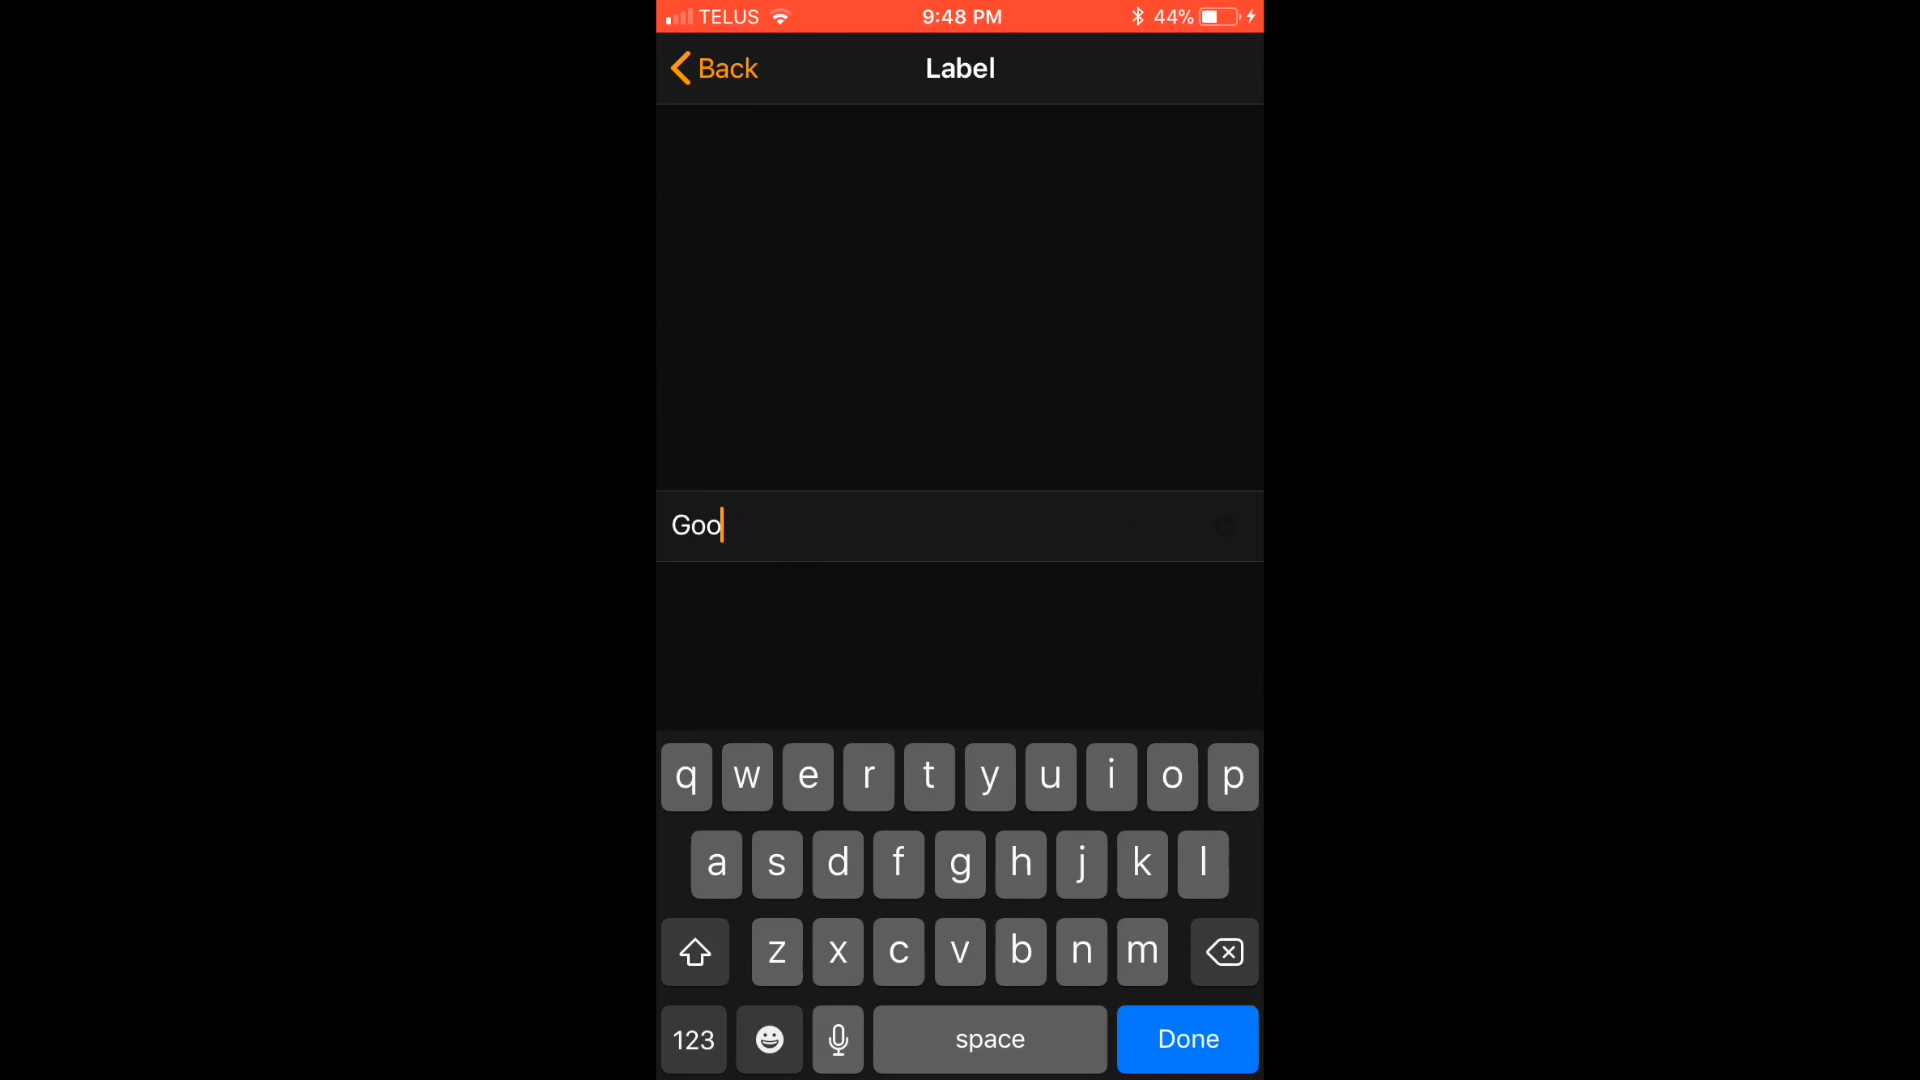 TELUS 9:48 PM 44%
Back Label
Goo
q w e r t y u i o p
a s d f g h j k l
z x c v b n m
123 space Done